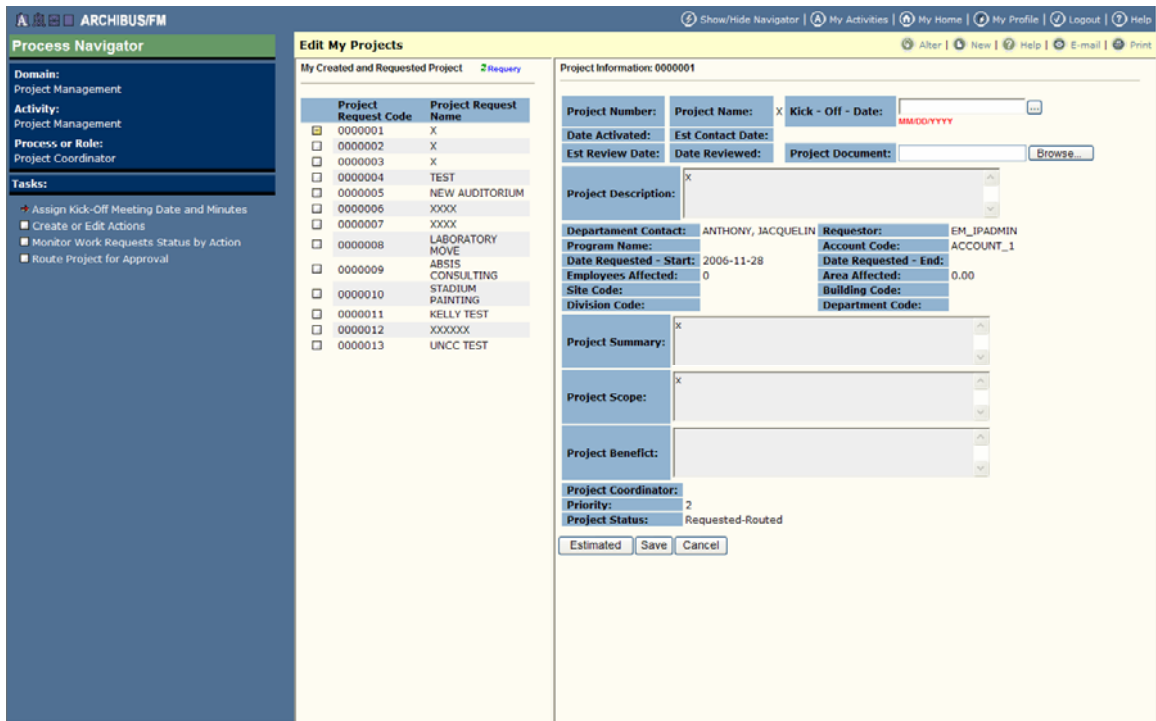 ARCHIBUS/FM
Show/Hide Navigator | My Activities | My Home | My Profile | Logout | Help
Process Navigator
Domain:
Project Management
Activity:
Project Management
Process or Role:
Project Coordinator
Tasks:
Assign Kick-Off Meeting Date and Minutes
Create or Edit Actions
Monitor Work Requests Status by Action
Route Project for Approval
Edit My Projects
Alter | New | Help | E-mail | Print
My Created and Requested Project Requery
Project Request Code Project Request Name
0000001 X
0000002 X
0000003 X
0000004 TEST
0000005 NEW AUDITORIUM
0000006 XXXX
0000007 XXXX
0000008 LABORATORY MOVE
0000009 ABSIS CONSULTING
0000010 STADIUM PAINTING
0000011 KELLY TEST
0000012 XXXXXX
0000013 UNCC TEST
Project Information: 0000001
Project Number: Project Name: X Kick - Off - Date: ...
MM/DD/YYYY
Date Activated: Est Contact Date:
Est Review Date: Date Reviewed: Project Document: Browse...
Project Description: X
Departament Contact: ANTHONY, JACQUELIN Requestor: EM_IPADMIN
Program Name: Account Code: ACCOUNT_1
Date Requested - Start: 2006-11-28 Date Requested - End:
Employees Affected: 0 Area Affected: 0.00
Site Code: Building Code:
Division Code: Department Code:
Project Summary: X
Project Scope: X
Project Benefict:
Project Coordinator:
Priority: 2
Project Status: Requested-Routed
Estimated Save Cancel